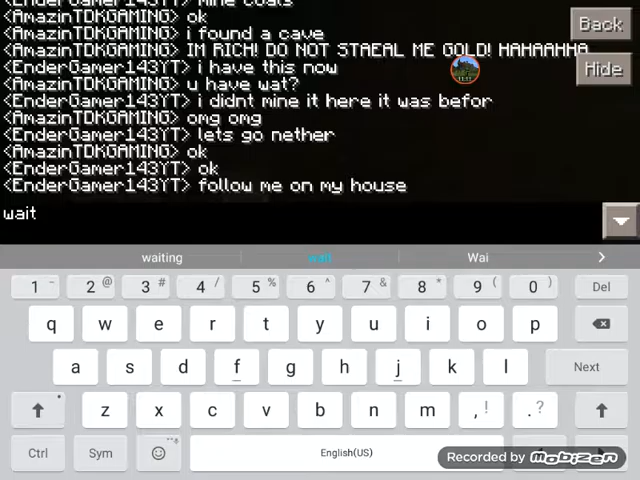 <EnderGamer143YT> mine coals
<AmazinTDKGAMING> ok
<AmazinTDKGAMING> i found a cave
<AmazinTDKGAMING> IM RICH! DO NOT STAEAL ME GOLD! HAHAAHHA
<EnderGamer143YT> i have this now
<AmazinTDKGAMING> u have wat?
<EnderGamer143YT> i didnt mine it here it was befor
<AmazinTDKGAMING> omg omg
<EnderGamer143YT> lets go nether
<AmazinTDKGAMING> ok
<EnderGamer143YT> ok
<EnderGamer143YT> follow me on my house
Back
Hide
wait
waiting wait Wai >
1 - 2 @ 3 # 4 / 5 % 6 ^ 7 & 8 * 9 ( 0 ) Del
q w e r t y u i o p
a s d f g h j k l Next
z x c v b n m , ! . ?
Ctrl Sym English(US)
Recorded by mobizen